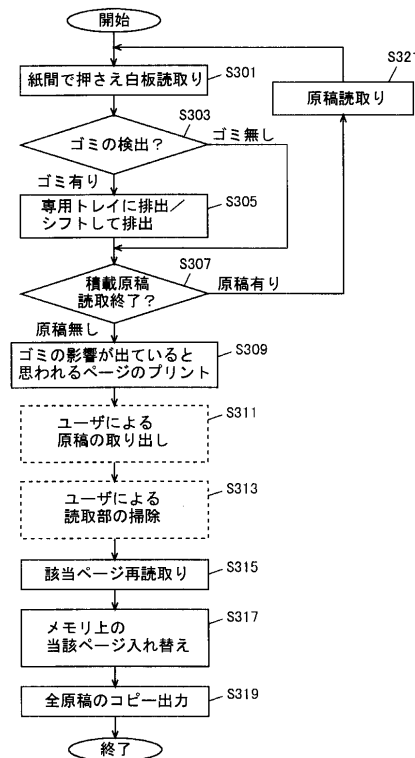 開始
S321
紙間で押さえ白板読取り
S301
原稿読取り
S303
ゴミの検出？
ゴミ無し
ゴミ有り
S305
専用トレイに排出／
シフトして排出
S307
積載原稿
読取終了？
原稿有り
原稿無し
S309
ゴミの影響が出ていると
思われるページのプリント
S311
ユーザによる
原稿の取り出し
S313
ユーザによる
読取部の掃除
該当ページ再読取り
S315
S317
メモリ上の
当該ページ入れ替え
全原稿のコピー出力
S319
終了